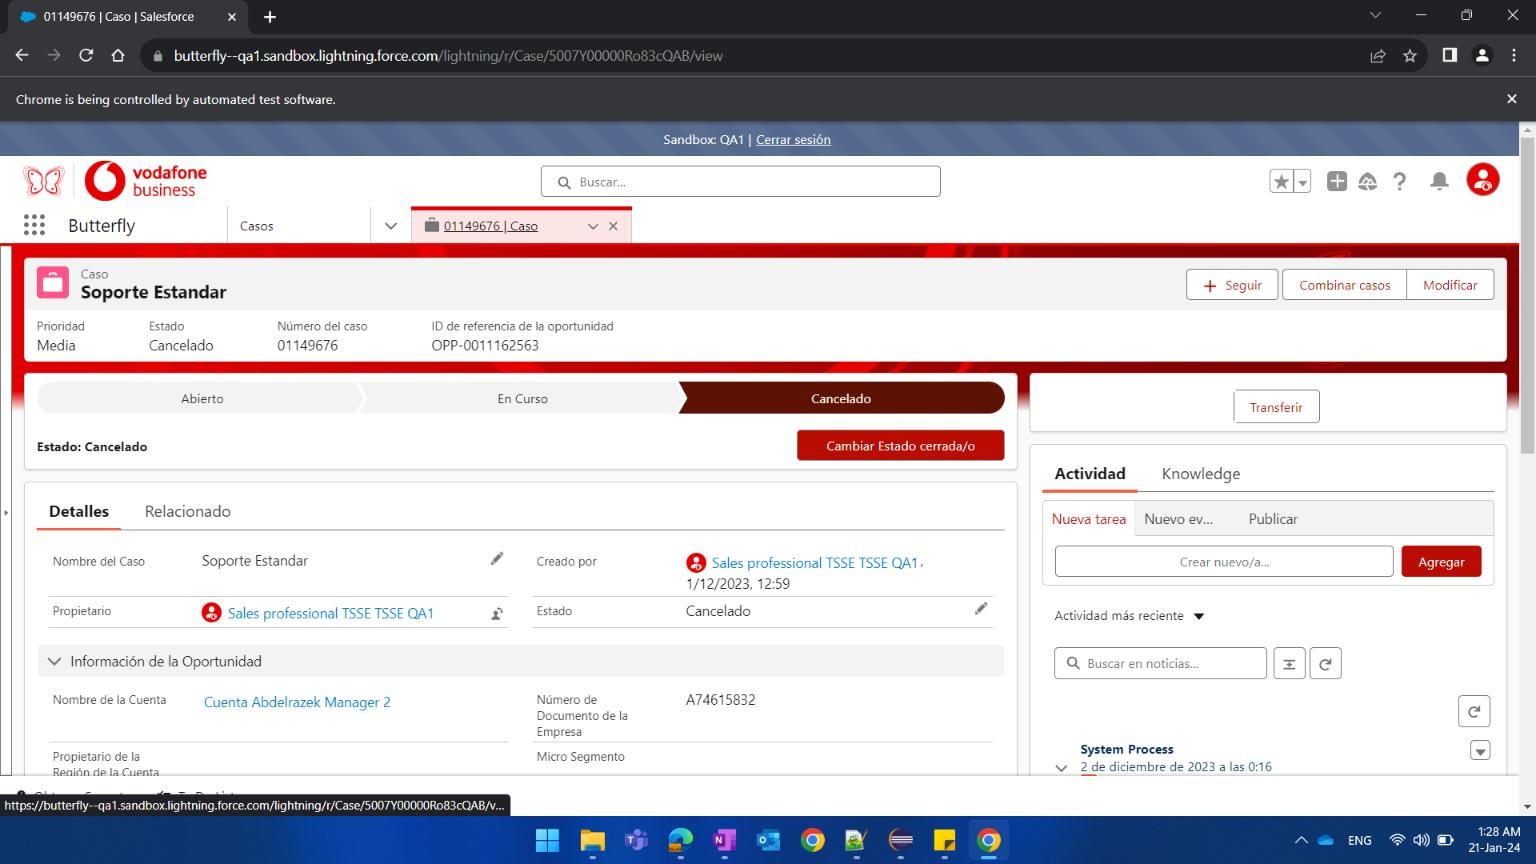 01149676 | Caso | Salesforce
butterfly--qa1.sandbox.lightning.force.com/lightning/r/Case/5007Y00000Ro83cQAB/view
Chrome is being controlled by automated test software.
Sandbox: QA1 | Cerrar sesión
vodafone
business
Buscar...
Butterfly
Casos
01149676 | Caso
Caso
Soporte Estandar
Seguir
Combinar casos
Modificar
Prioridad
Estado
Número del caso
ID de referencia de la oportunidad
Media
Cancelado
01149676
OPP-0011162563
Abierto
En Curso
Cancelado
Transferir
Estado: Cancelado
Cambiar Estado cerrada/o
Actividad
Knowledge
Detalles
Relacionado
Nueva tarea
Nuevo ev...
Publicar
Nombre del Caso
Soporte Estandar
Creado por
Sales professional TSSE TSSE QA1,
1/12/2023, 12:59
Crear nuevo/a...
Agregar
Propietario
Sales professional TSSE TSSE QA1
Estado
Cancelado
Actividad más reciente
Información de la Oportunidad
Buscar en noticias...
Nombre de la Cuenta
Cuenta Abdelrazek Manager 2
Número de
Documento de la
Empresa
A74615832
Propietario de la
Región de la Cuenta
Micro Segmento
System Process
2 de diciembre de 2023 a las 0:16
https://butterfly--qa1.sandbox.lightning.force.com/lightning/r/Case/5007Y00000Ro83cQAB/v...
ENG
1:28 AM
21-Jan-24